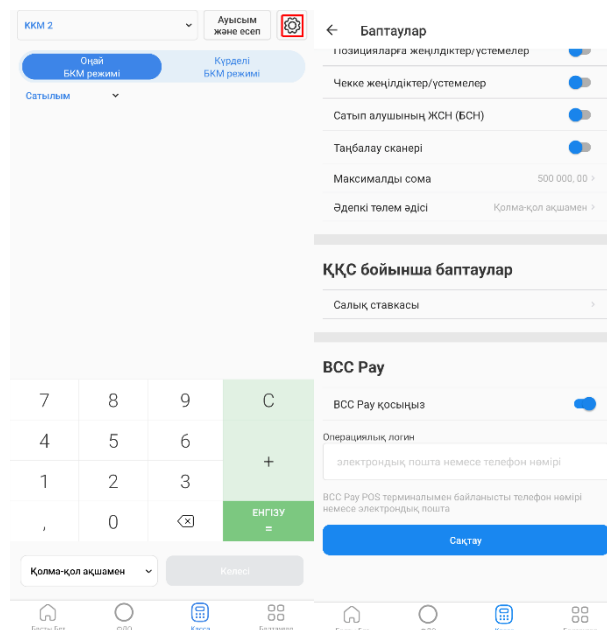 ККМ 2
Ауысым
және есеп
Оңай
БКМ режимі
Күрделі
БКМ режимі
Сатылым
7 8 9 C
4 5 6
+
1 2 3
, 0
ЕНГІЗУ
=
Қолма-қол ақшамен
Келесі
Касса
Баптаулар
Позицияларға жеңілдіктер/үстемелер
Чекке жеңілдіктер/үстемелер
Сатып алушының ЖСН (БСН)
Таңбалау сканері
Максималды сома 500 000, 00
Әдепкі төлем әдісі Қолма-қол ақшамен
ҚҚС бойынша баптаулар
Салық ставкасы
BCC Pay
BCC Pay қосыңыз
Операциялық логин
электрондық пошта немесе телефон нөмірі
BCC Pay POS терминалымен байланысты телефон нөмірі
немесе электрондық пошта
Сақтау